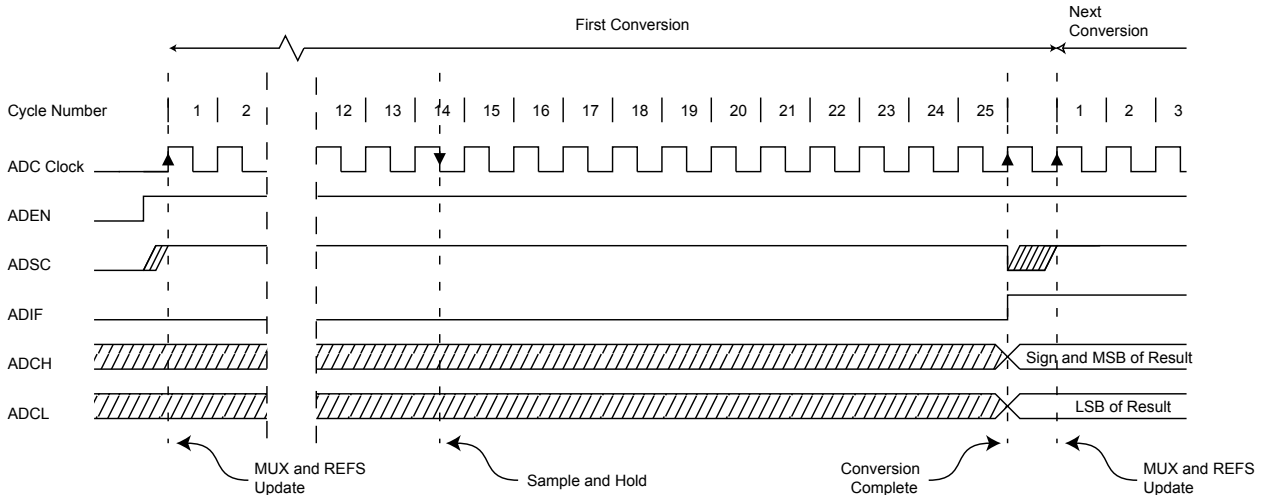 First Conversion
Next
Conversion
Cycle Number 1 2 12 13 14 15 16 17 18 19 20 21 22 23 24 25 1 2 3
ADC Clock
ADEN
ADSC
ADIF
ADCH Sign and MSB of Result
ADCL LSB of Result
MUX and REFS
Update
Sample and Hold
Conversion
Complete
MUX and REFS
Update